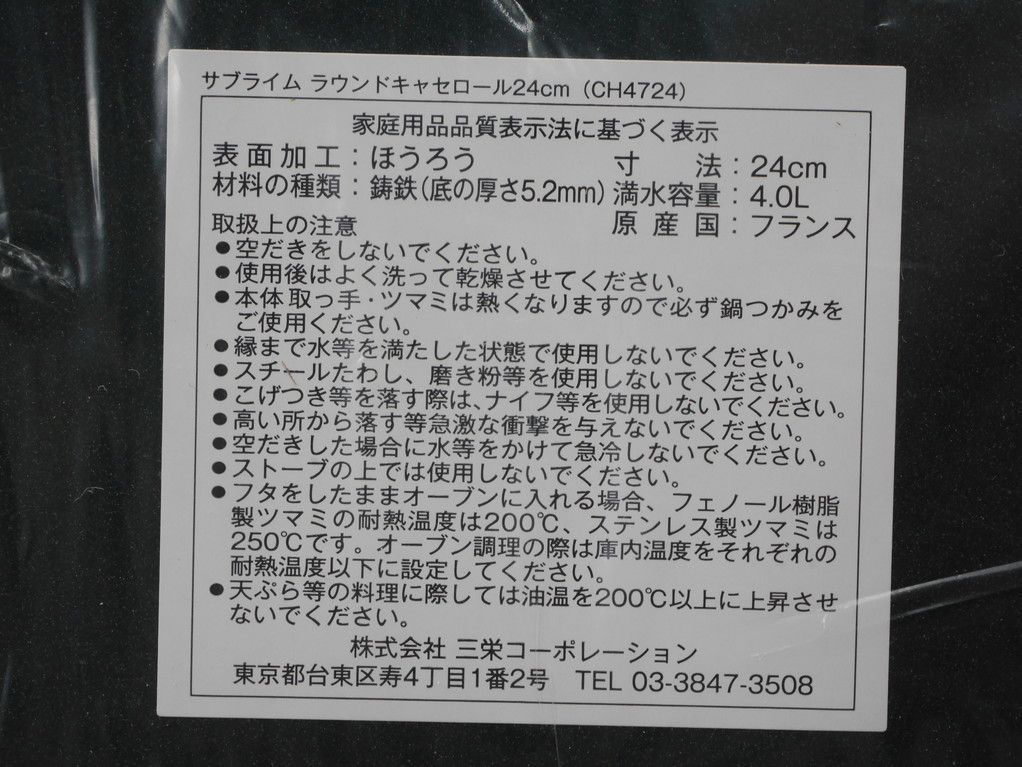 サブライム ラウンドキャセロール24cm（CH4724）
家庭用品品質表示法に基づく表示
表面加工：ほうろう 寸 法：24cm
材料の種類：鋳鉄（底の厚さ5.2mm）満水容量：4.0L
取扱上の注意 原産国：フランス
●空だきをしないでください。
●使用後はよく洗って乾燥させてください。
●本体取っ手・ツマミは熱くなりますので必ず鍋つかみを
ご使用ください。
●縁まで水等を満たした状態で使用しないでください。
●スチールたわし、磨き粉等を使用しないでください。
●こげつき等を落す際は、ナイフ等を使用しないでください。
●高い所から落す等急激な衝撃を与えないでください。
●空だきした場合に水等をかけて急冷しないでください。
●ストーブの上では使用しないでください。
●フタをしたままオーブンに入れる場合、フェノール樹脂
製ツマミの耐熱温度は200℃、ステンレス製ツマミは
250℃です。オーブン調理の際は庫内温度をそれぞれの
耐熱温度以下に設定してください。
●天ぷら等の料理に際しては油温を200℃以上に上昇させ
ないでください。
株式会社 三栄コーポレーション
東京都台東区寿4丁目1番2号 TEL 03-3847-3508